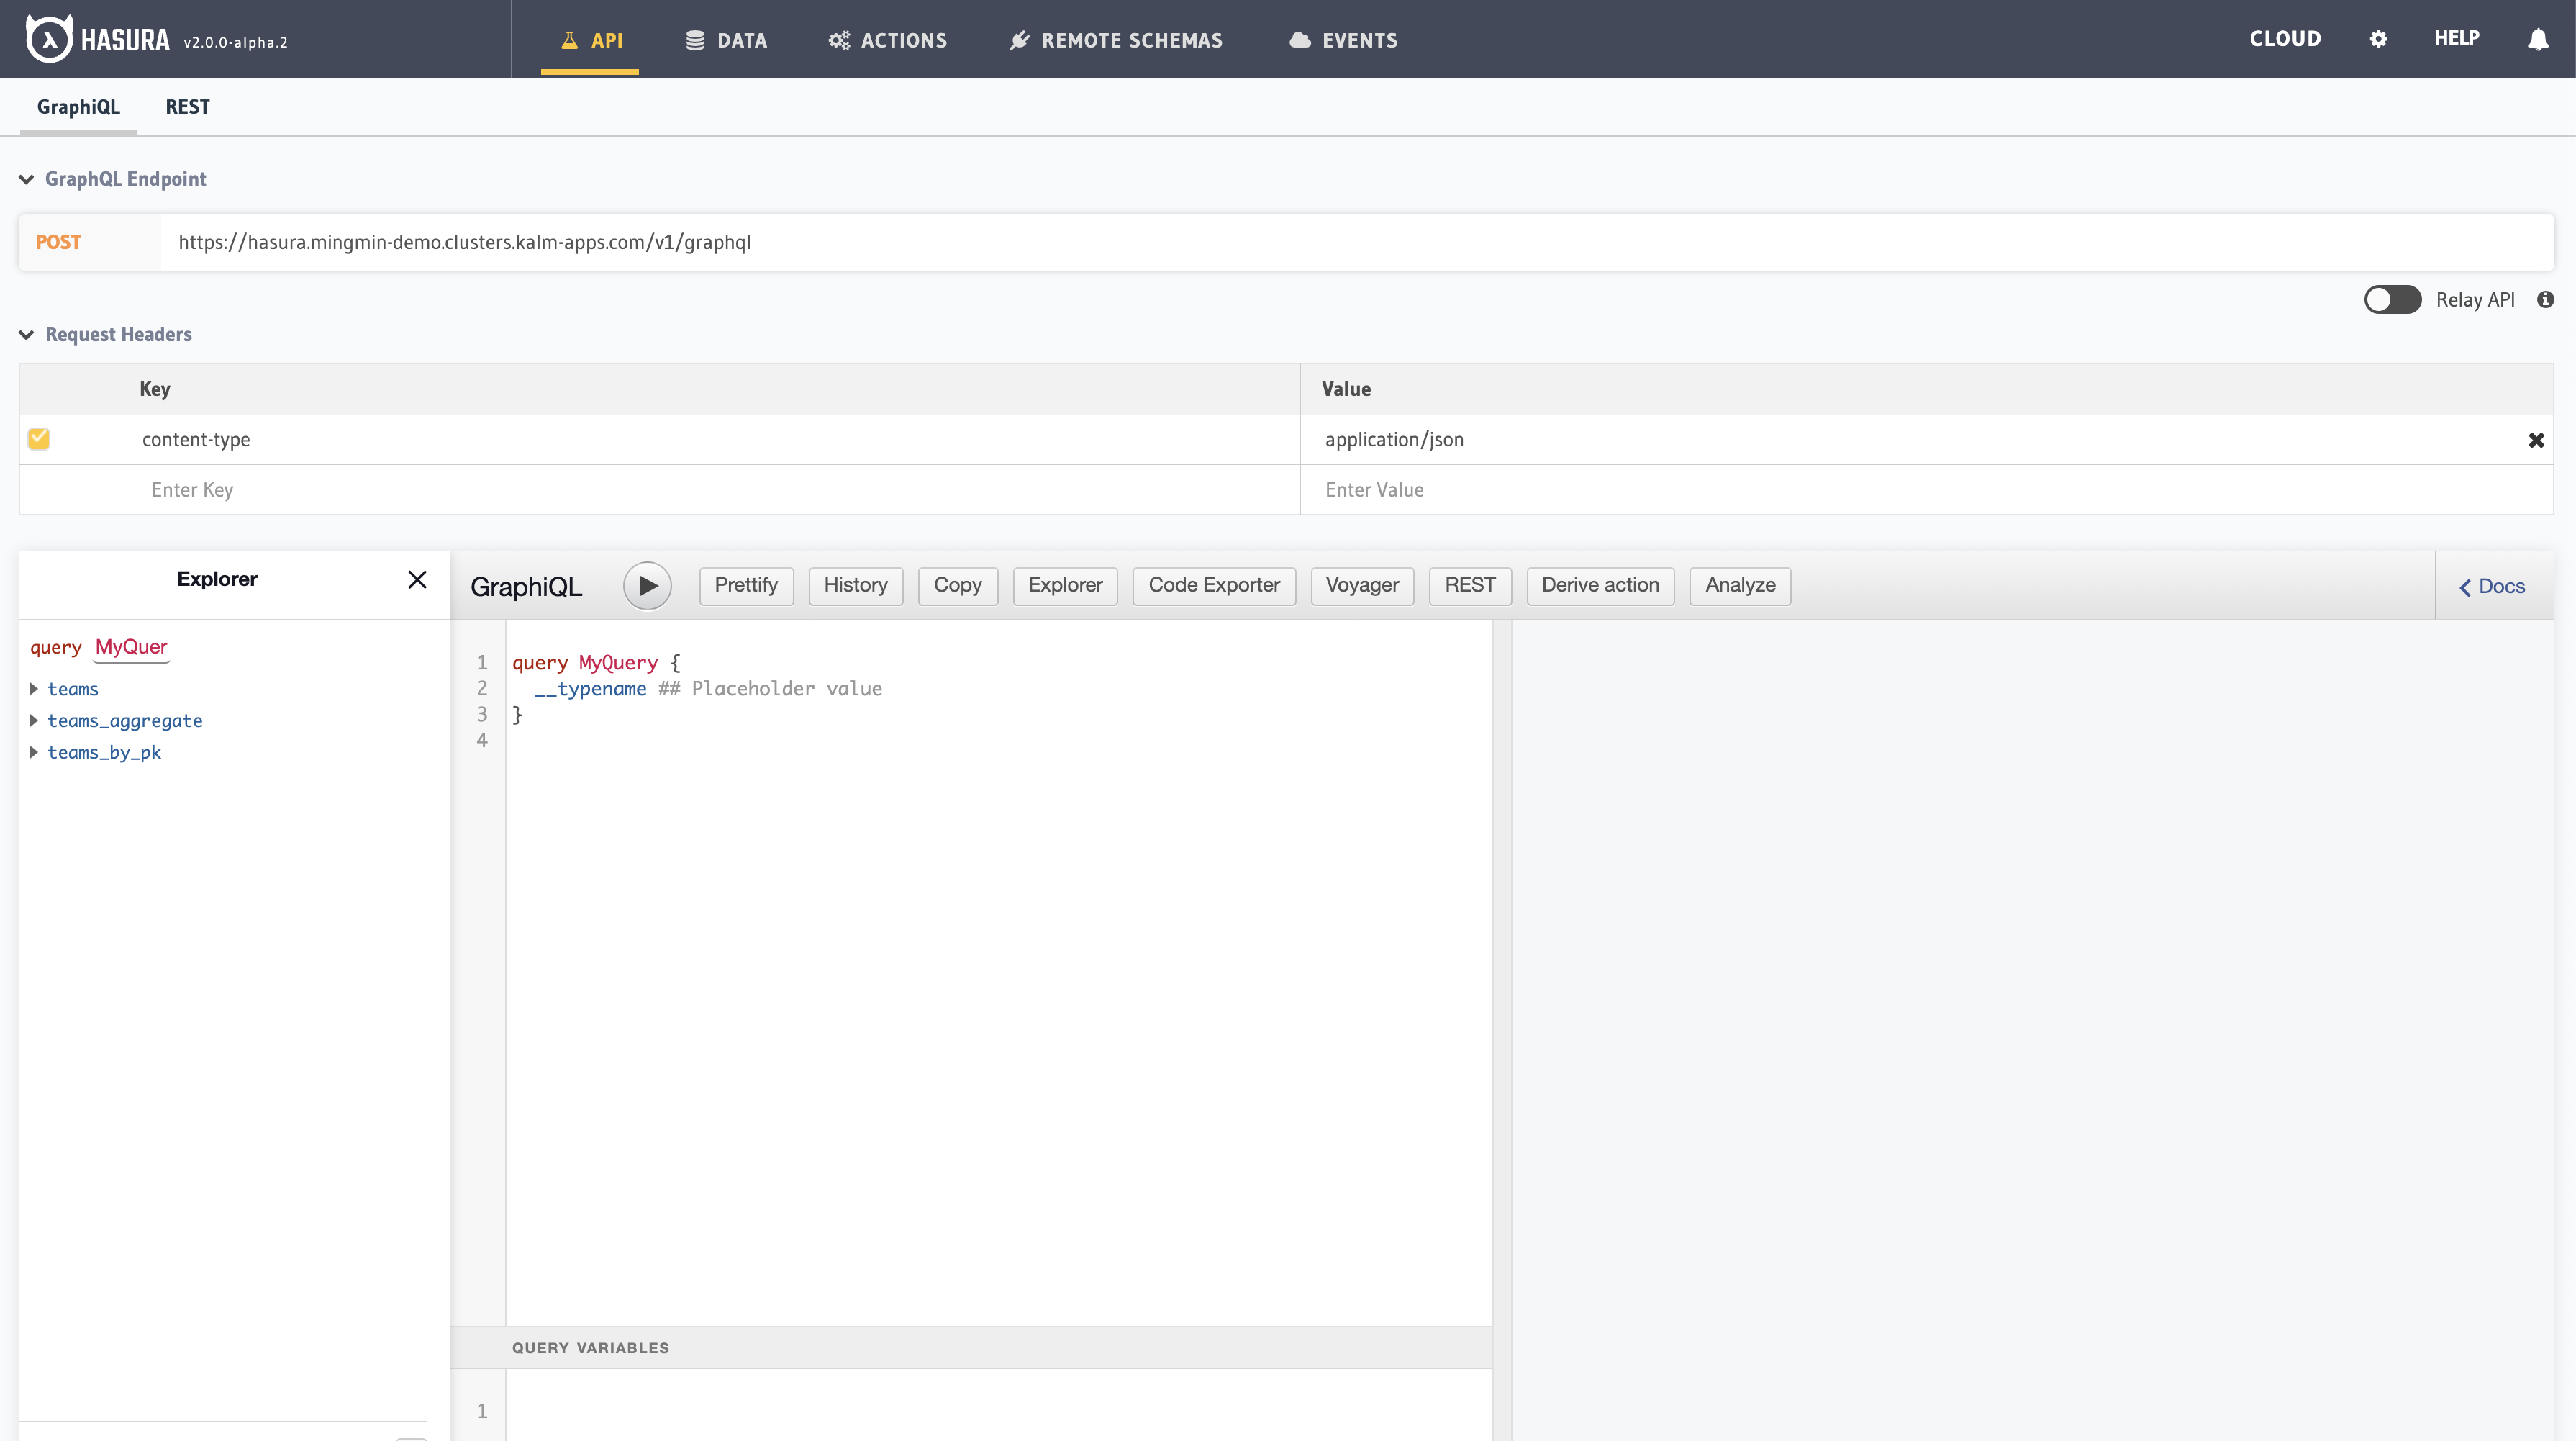 HASURA v2.0.0-alpha.2 API DATA ACTIONS REMOTE SCHEMAS EVENTS CLOUD HELP
GraphiQL REST
GraphQL Endpoint
POST https://hasura.mingmin-demo.clusters.kalm-apps.com/v1/graphql
Relay API
Request Headers
Key Value
content-type application/json
Enter Key Enter Value
Explorer
GraphiQL Prettify History Copy Explorer Code Exporter Voyager REST Derive action Analyze Docs
query MyQuer
teams
teams_aggregate
teams_by_pk
1 query MyQuery {
2 __typename ## Placeholder value
3 }
4
QUERY VARIABLES
1